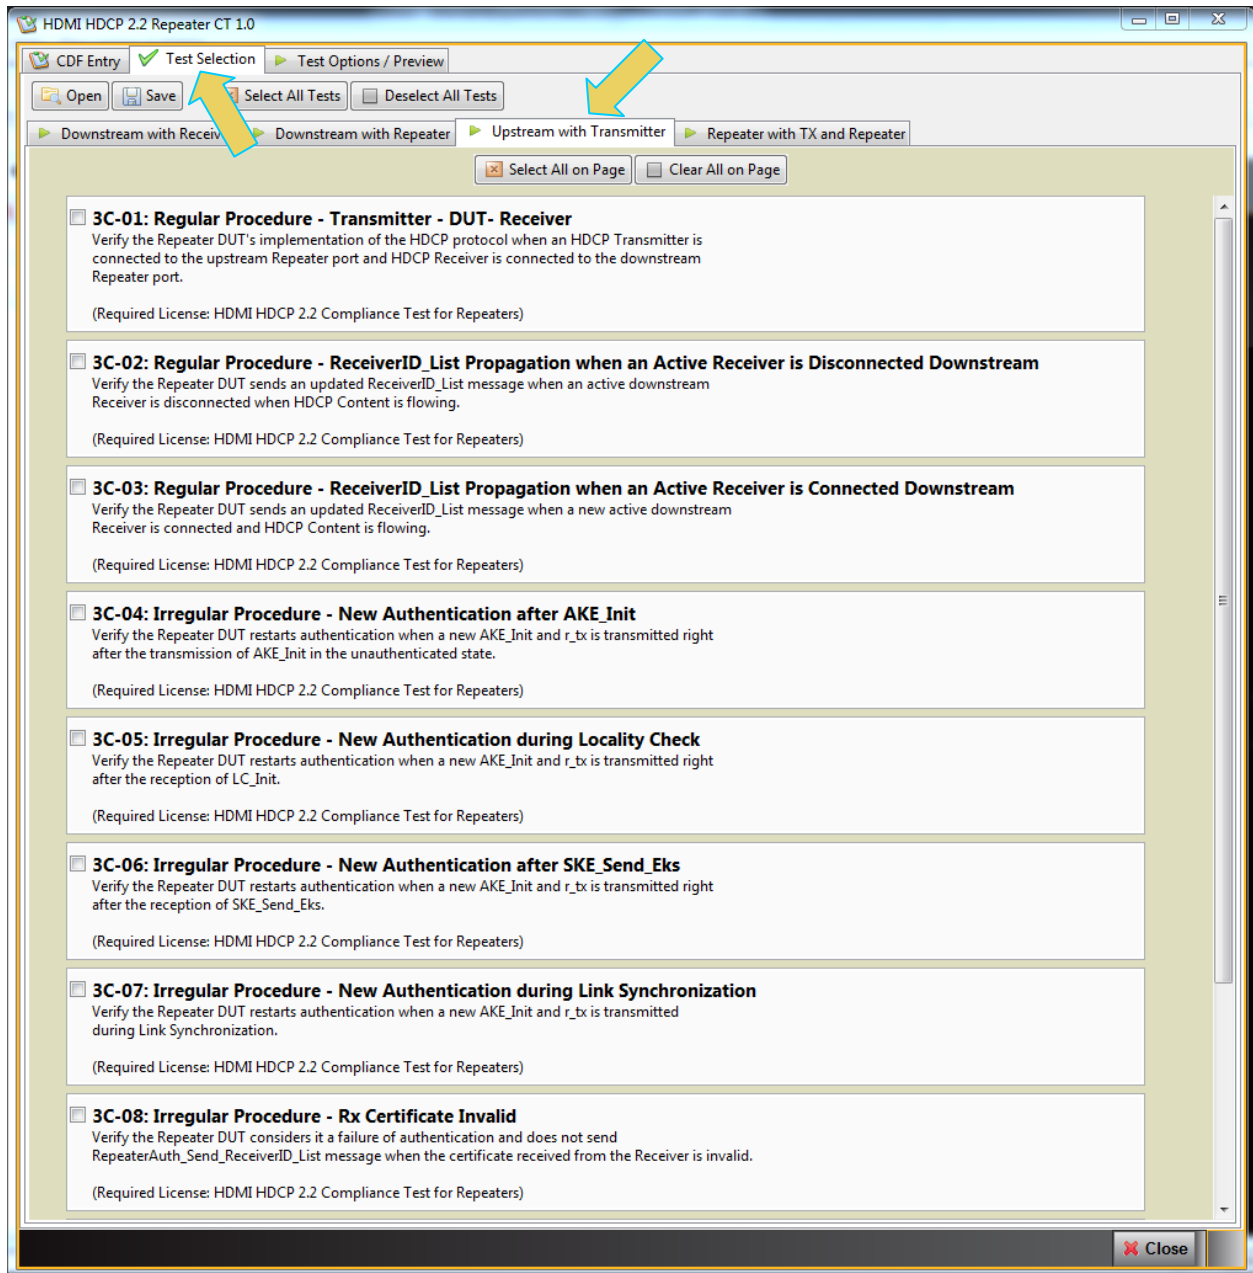 HDMI HDCP 2.2 Repeater CT 1.0
CDF Entry
Test Selection
Test Options / Preview
Open
Save
Select All Tests
Deselect All Tests
Downstream with Receiv
Downstream with Repeater
Upstream with Transmitter
Repeater with TX and Repeater
Select All on Page
Clear All on Page
3C-01: Regular Procedure - Transmitter - DUT- Receiver
Verify the Repeater DUT's implementation of the HDCP protocol when an HDCP Transmitter is
connected to the upstream Repeater port and HDCP Receiver is connected to the downstream
Repeater port.
(Required License: HDMI HDCP 2.2 Compliance Test for Repeaters)
3C-02: Regular Procedure - ReceiverID_List Propagation when an Active Receiver is Disconnected Downstream
Verify the Repeater DUT sends an updated ReceiverID_List message when an active downstream
Receiver is disconnected when HDCP Content is flowing.
(Required License: HDMI HDCP 2.2 Compliance Test for Repeaters)
3C-03: Regular Procedure - ReceiverID_List Propagation when an Active Receiver is Connected Downstream
Verify the Repeater DUT sends an updated ReceiverID_List message when a new active downstream
Receiver is connected and HDCP Content is flowing.
(Required License: HDMI HDCP 2.2 Compliance Test for Repeaters)
3C-04: Irregular Procedure - New Authentication after AKE_Init
Verify the Repeater DUT restarts authentication when a new AKE_Init and r_tx is transmitted right
after the transmission of AKE_Init in the unauthenticated state.
(Required License: HDMI HDCP 2.2 Compliance Test for Repeaters)
3C-05: Irregular Procedure - New Authentication during Locality Check
Verify the Repeater DUT restarts authentication when a new AKE_Init and r_tx is transmitted right
after the reception of LC_Init.
(Required License: HDMI HDCP 2.2 Compliance Test for Repeaters)
3C-06: Irregular Procedure - New Authentication after SKE_Send_Eks
Verify the Repeater DUT restarts authentication when a new AKE_Init and r_tx is transmitted right
after the reception of SKE_Send_Eks.
(Required License: HDMI HDCP 2.2 Compliance Test for Repeaters)
3C-07: Irregular Procedure - New Authentication during Link Synchronization
Verify the Repeater DUT restarts authentication when a new AKE_Init and r_tx is transmitted
during Link Synchronization.
(Required License: HDMI HDCP 2.2 Compliance Test for Repeaters)
3C-08: Irregular Procedure - Rx Certificate Invalid
Verify the Repeater DUT considers it a failure of authentication and does not send
RepeaterAuth_Send_ReceiverID_List message when the certificate received from the Receiver is invalid.
(Required License: HDMI HDCP 2.2 Compliance Test for Repeaters)
Close